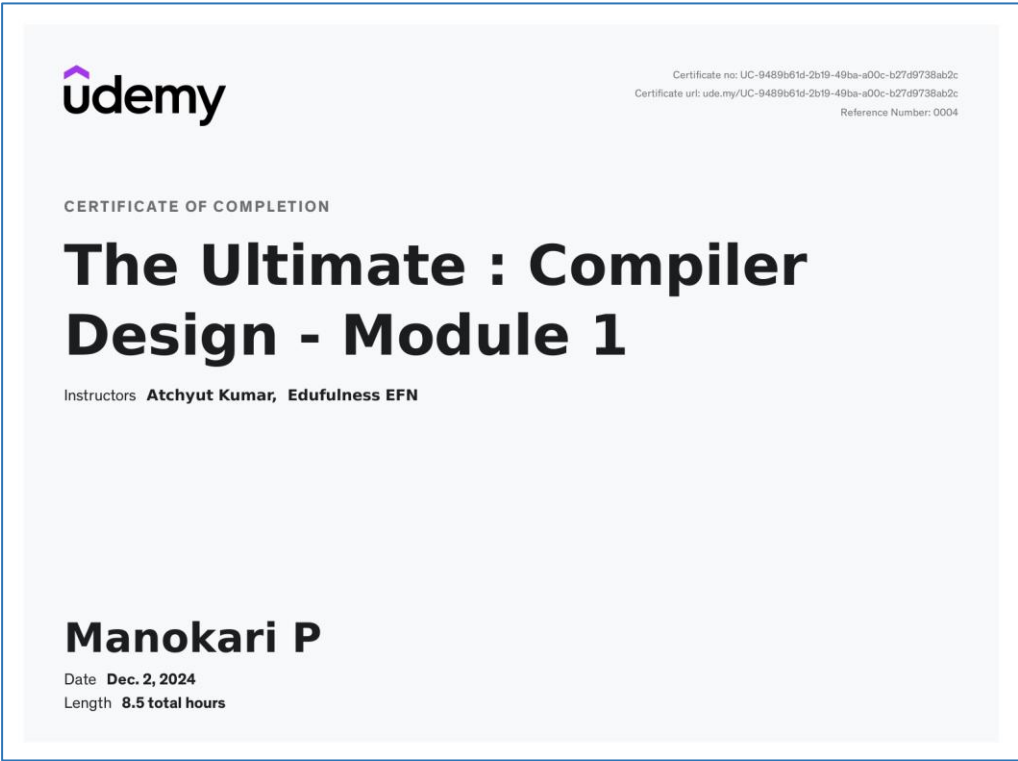 ûdemy
Certificate no: UC-9489b61d-2b19-49ba-a00c-b27d9738ab2c
Certificate url: ude.my/UC-9489b61d-2b19-49ba-a00c-b27d9738ab2c
Reference Number: 0004
CERTIFICATE OF COMPLETION
The Ultimate : Compiler
Design - Module 1
Instructors Atchyut Kumar, Edufulness EFN
Manokari P
Date Dec. 2, 2024
Length 8.5 total hours